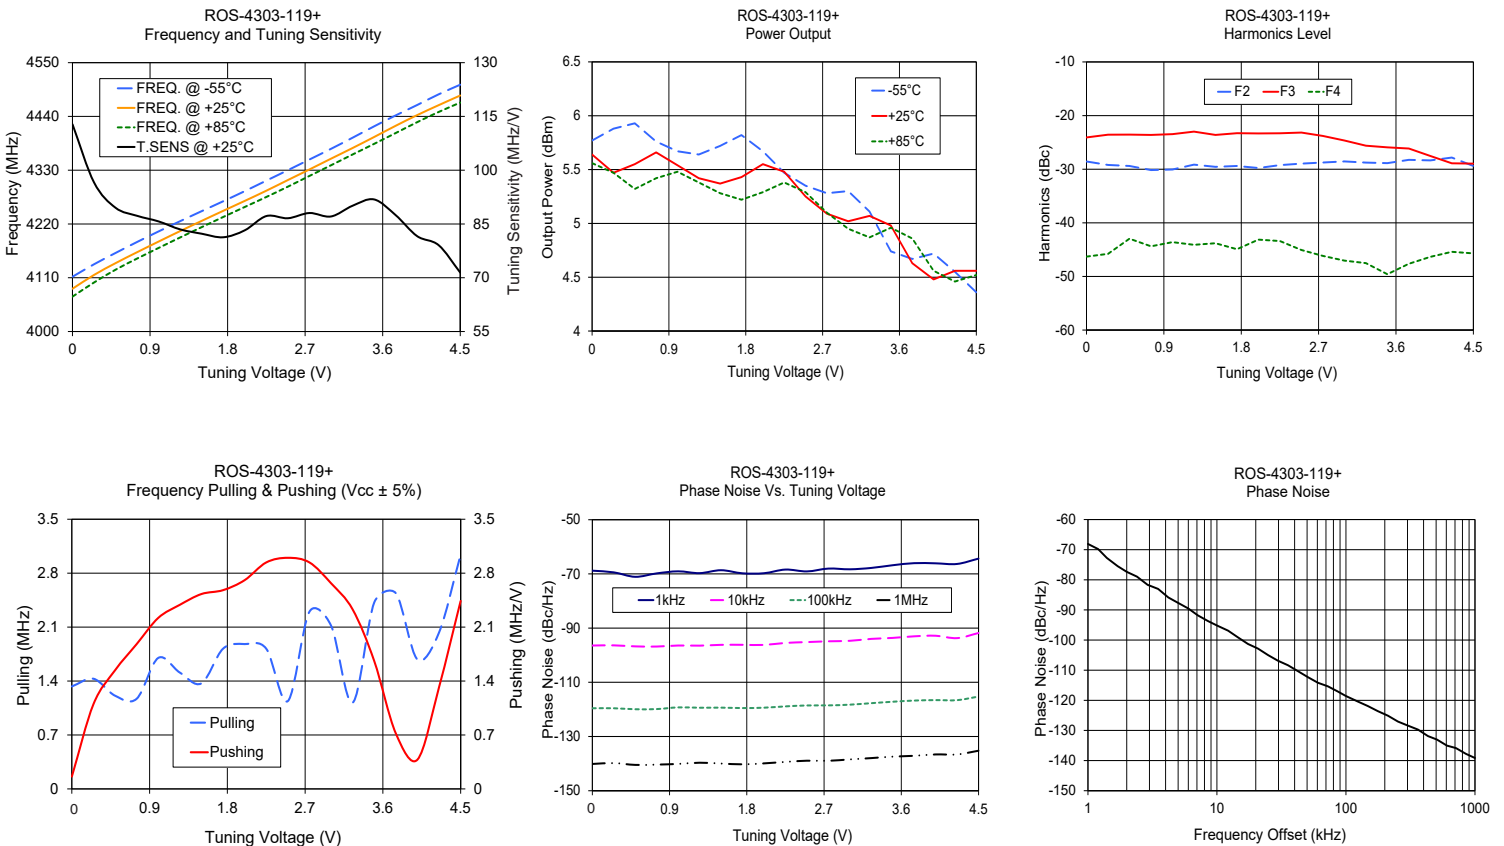 ROS-4303-119+
Frequency and Tuning Sensitivity
4550
4440
4330
4220
4110
4000
130
115
100
85
70
55
0 0.9 1.8 2.7 3.6 4.5
Frequency (MHz)
Tuning Sensitivity (MHz/V)
Tuning Voltage (V)
FREQ. @ -55°C
FREQ. @ +25°C
FREQ. @ +85°C
T.SENS @ +25°C
ROS-4303-119+
Power Output
6.5
6
5.5
5
4.5
4
0 0.9 1.8 2.7 3.6 4.5
Output Power (dBm)
Tuning Voltage (V)
-55°C
+25°C
+85°C
ROS-4303-119+
Harmonics Level
-10
-20
-30
-40
-50
-60
0 0.9 1.8 2.7 3.6 4.5
Harmonics (dBc)
Tuning Voltage (V)
F2 F3 F4
ROS-4303-119+
Frequency Pulling & Pushing (Vcc ± 5%)
3.5
2.8
2.1
1.4
0.7
0
3.5
2.8
2.1
1.4
0.7
0
0 0.9 1.8 2.7 3.6 4.5
Pulling (MHz)
Pushing (MHz/V)
Tuning Voltage (V)
Pulling
Pushing
ROS-4303-119+
Phase Noise Vs. Tuning Voltage
-50
-70
-90
-110
-130
-150
0 0.9 1.8 2.7 3.6 4.5
Phase Noise (dBc/Hz)
Tuning Voltage (V)
1kHz 10kHz 100kHz 1MHz
ROS-4303-119+
Phase Noise
-60
-70
-80
-90
-100
-110
-120
-130
-140
-150
1 10 100 1000
Phase Noise (dBc/Hz)
Frequency Offset (kHz)